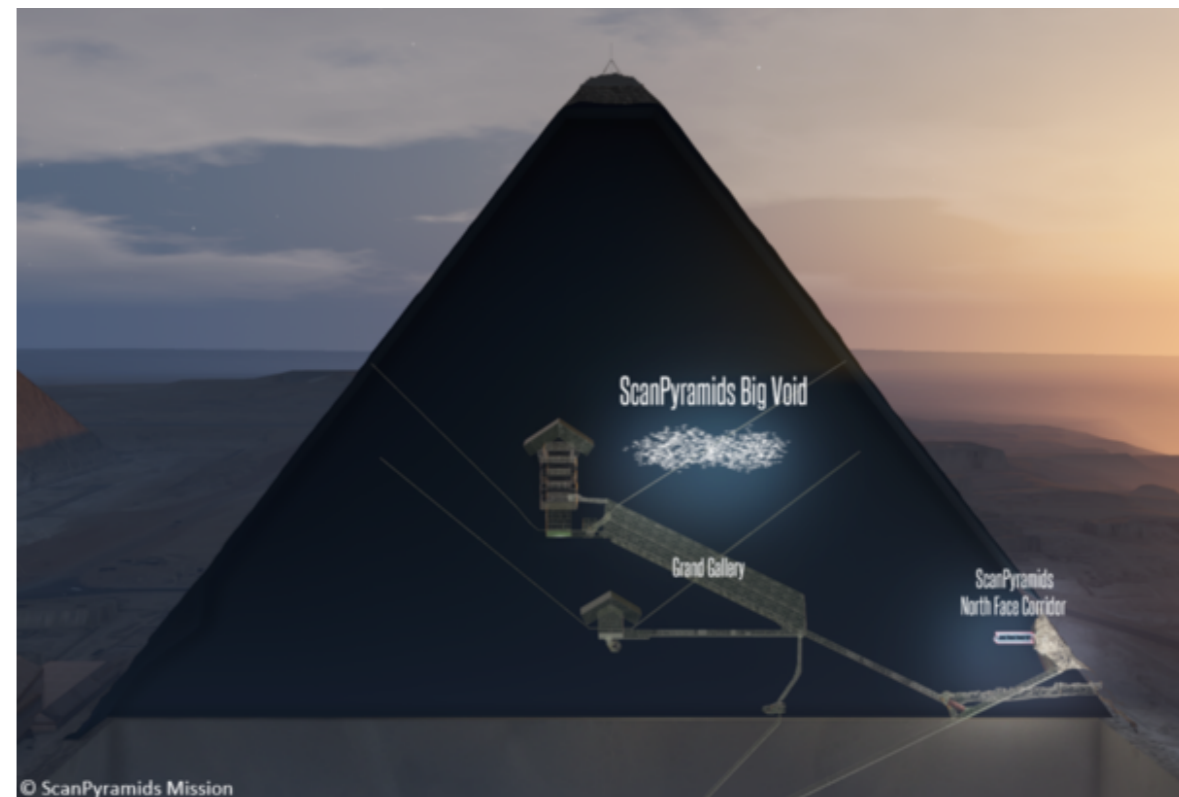 ScanPyramids Big Void
Grand Gallery
ScanPyramids
North Face Corridor
© ScanPyramids Mission